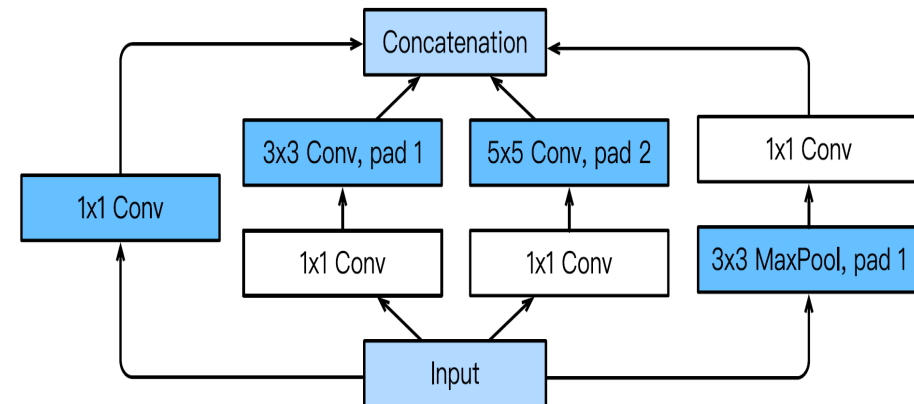 Concatenation
3x3 Conv, pad 1
5x5 Conv, pad 2
1x1 Conv
1x1 Conv
1x1 Conv
1x1 Conv
3x3 MaxPool, pad 1
Input